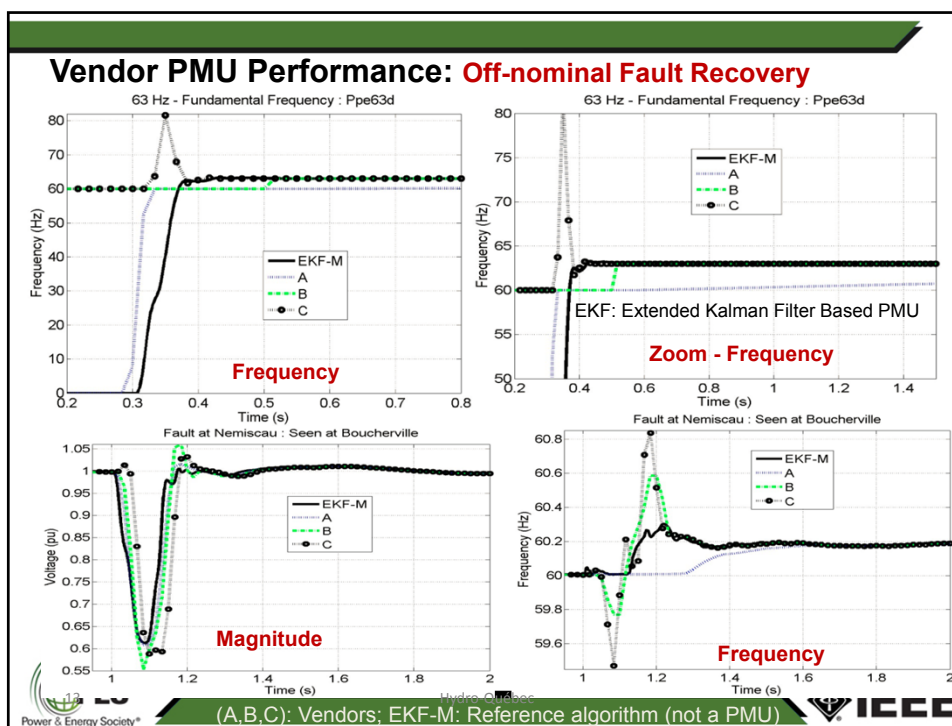 Vendor PMU Performance: Off-nominal Fault Recovery
63 Hz - Fundamental Frequency : Ppe63d
80
70
60
50
40
30
20
10
0
Frequency (Hz)
EKF-M
A
B
C
Frequency
0.2 0.3 0.4 0.5 0.6 0.7 0.8
Time (s)
63 Hz - Fundamental Frequency : Ppe63d
80
75
70
65
60
55
50
Frequency (Hz)
EKF-M
A
B
C
EKF: Extended Kalman Filter Based PMU
Zoom - Frequency
0.2 0.4 0.6 0.8 1 1.2 1.4
Time (s)
Fault at Nemiscau : Seen at Boucherville
1.05
1
0.95
0.9
0.85
0.8
0.75
0.7
0.65
0.6
0.55
Voltage (pu)
EKF-M
A
B
C
Magnitude
1 1.2 1.4 1.6 1.8 2
Time (s)
Fault at Nemiscau : Seen at Boucherville
60.8
60.6
60.4
60.2
60
59.8
59.6
Frequency (Hz)
EKF-M
A
B
C
Frequency
1 1.2 1.4 1.6 1.8 2
Time (s)
13
Hydro-Québec
Power & Energy Society®
(A,B,C): Vendors; EKF-M: Reference algorithm (not a PMU)
IEEE